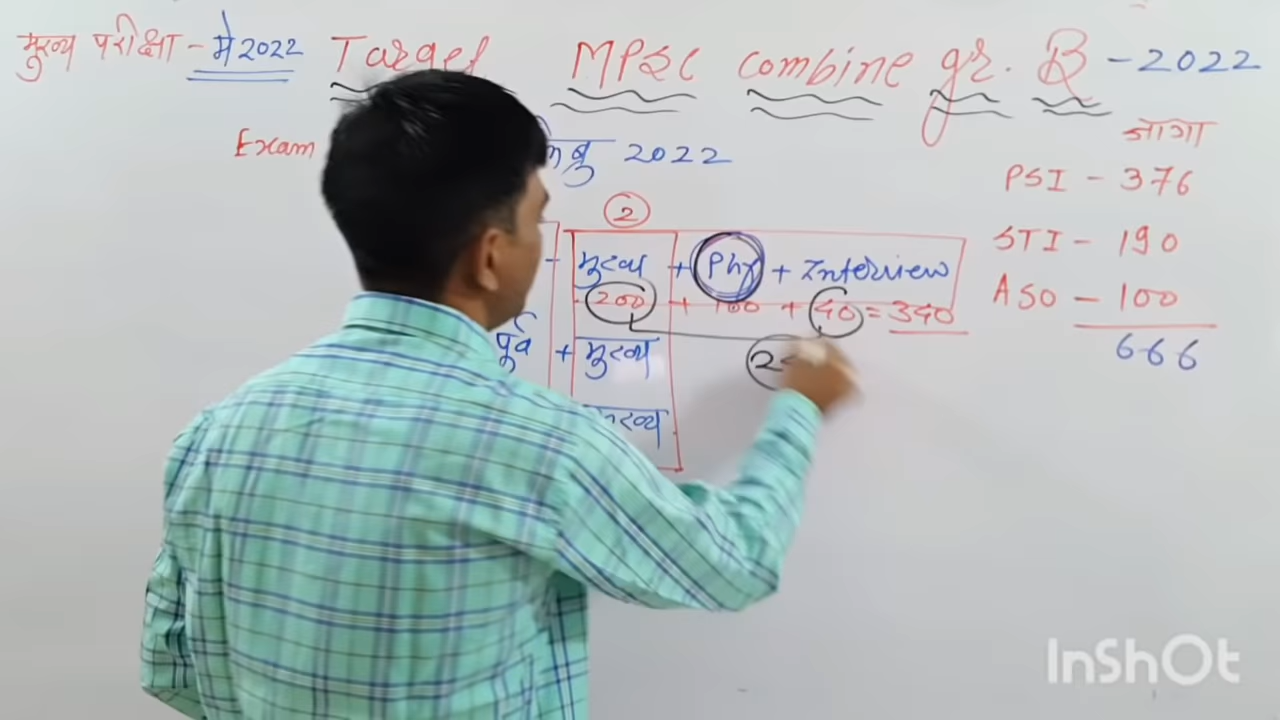 मुख्य परीक्षा - मे 2022
Target MPSC combine gr. B - 2022
Exam 2022
जागा
PSI - 376
STI - 190
ASO - 100
666
2
मुख्य + Phy + Interview
200 + 100 + 40 = 340
पूर्व + मुख्य
मुख्य
InShOt